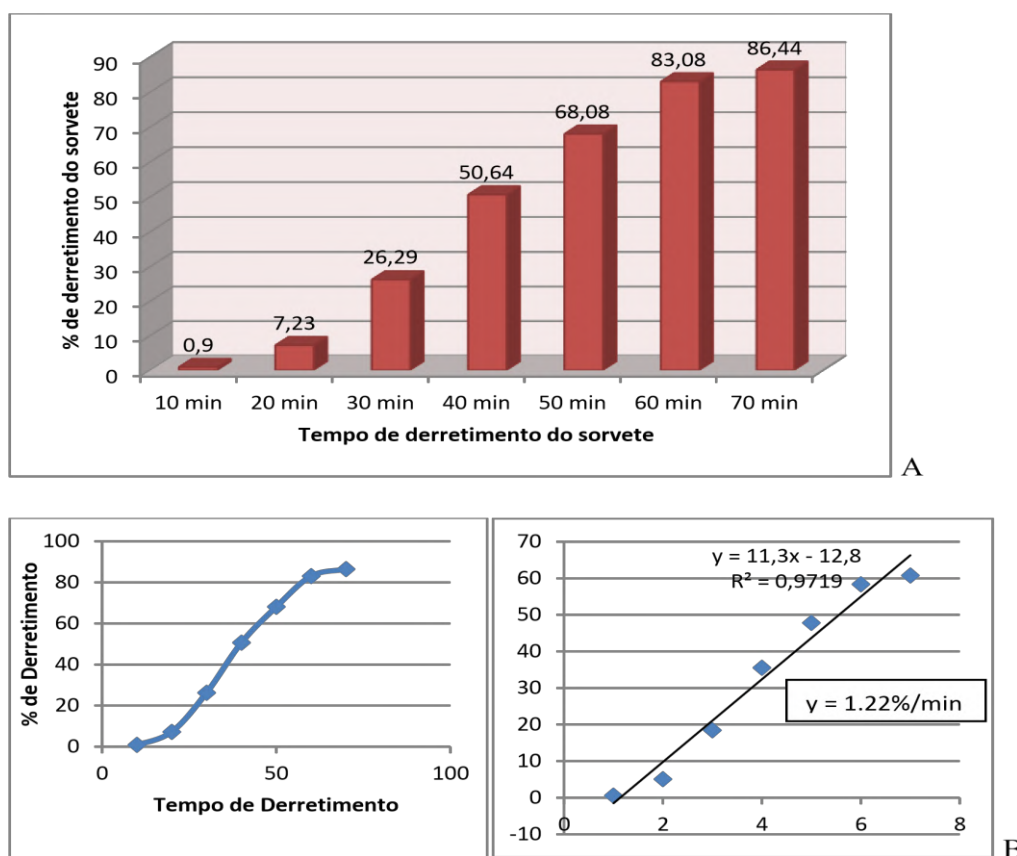 % de derretimento do sorvete
90
80
70
60
50
40
30
20
10
0
0,9
7,23
26,29
50,64
68,08
83,08
86,44
10 min 20 min 30 min 40 min 50 min 60 min 70 min
Tempo de derretimento do sorvete
A
% de Derretimento
100
80
60
40
20
0
0 50 100
Tempo de Derretimento
70
60
50
40
30
20
10
0
-10
y = 11,3x - 12,8
R² = 0,9719
y = 1.22%/min
0 2 4 6 8
B